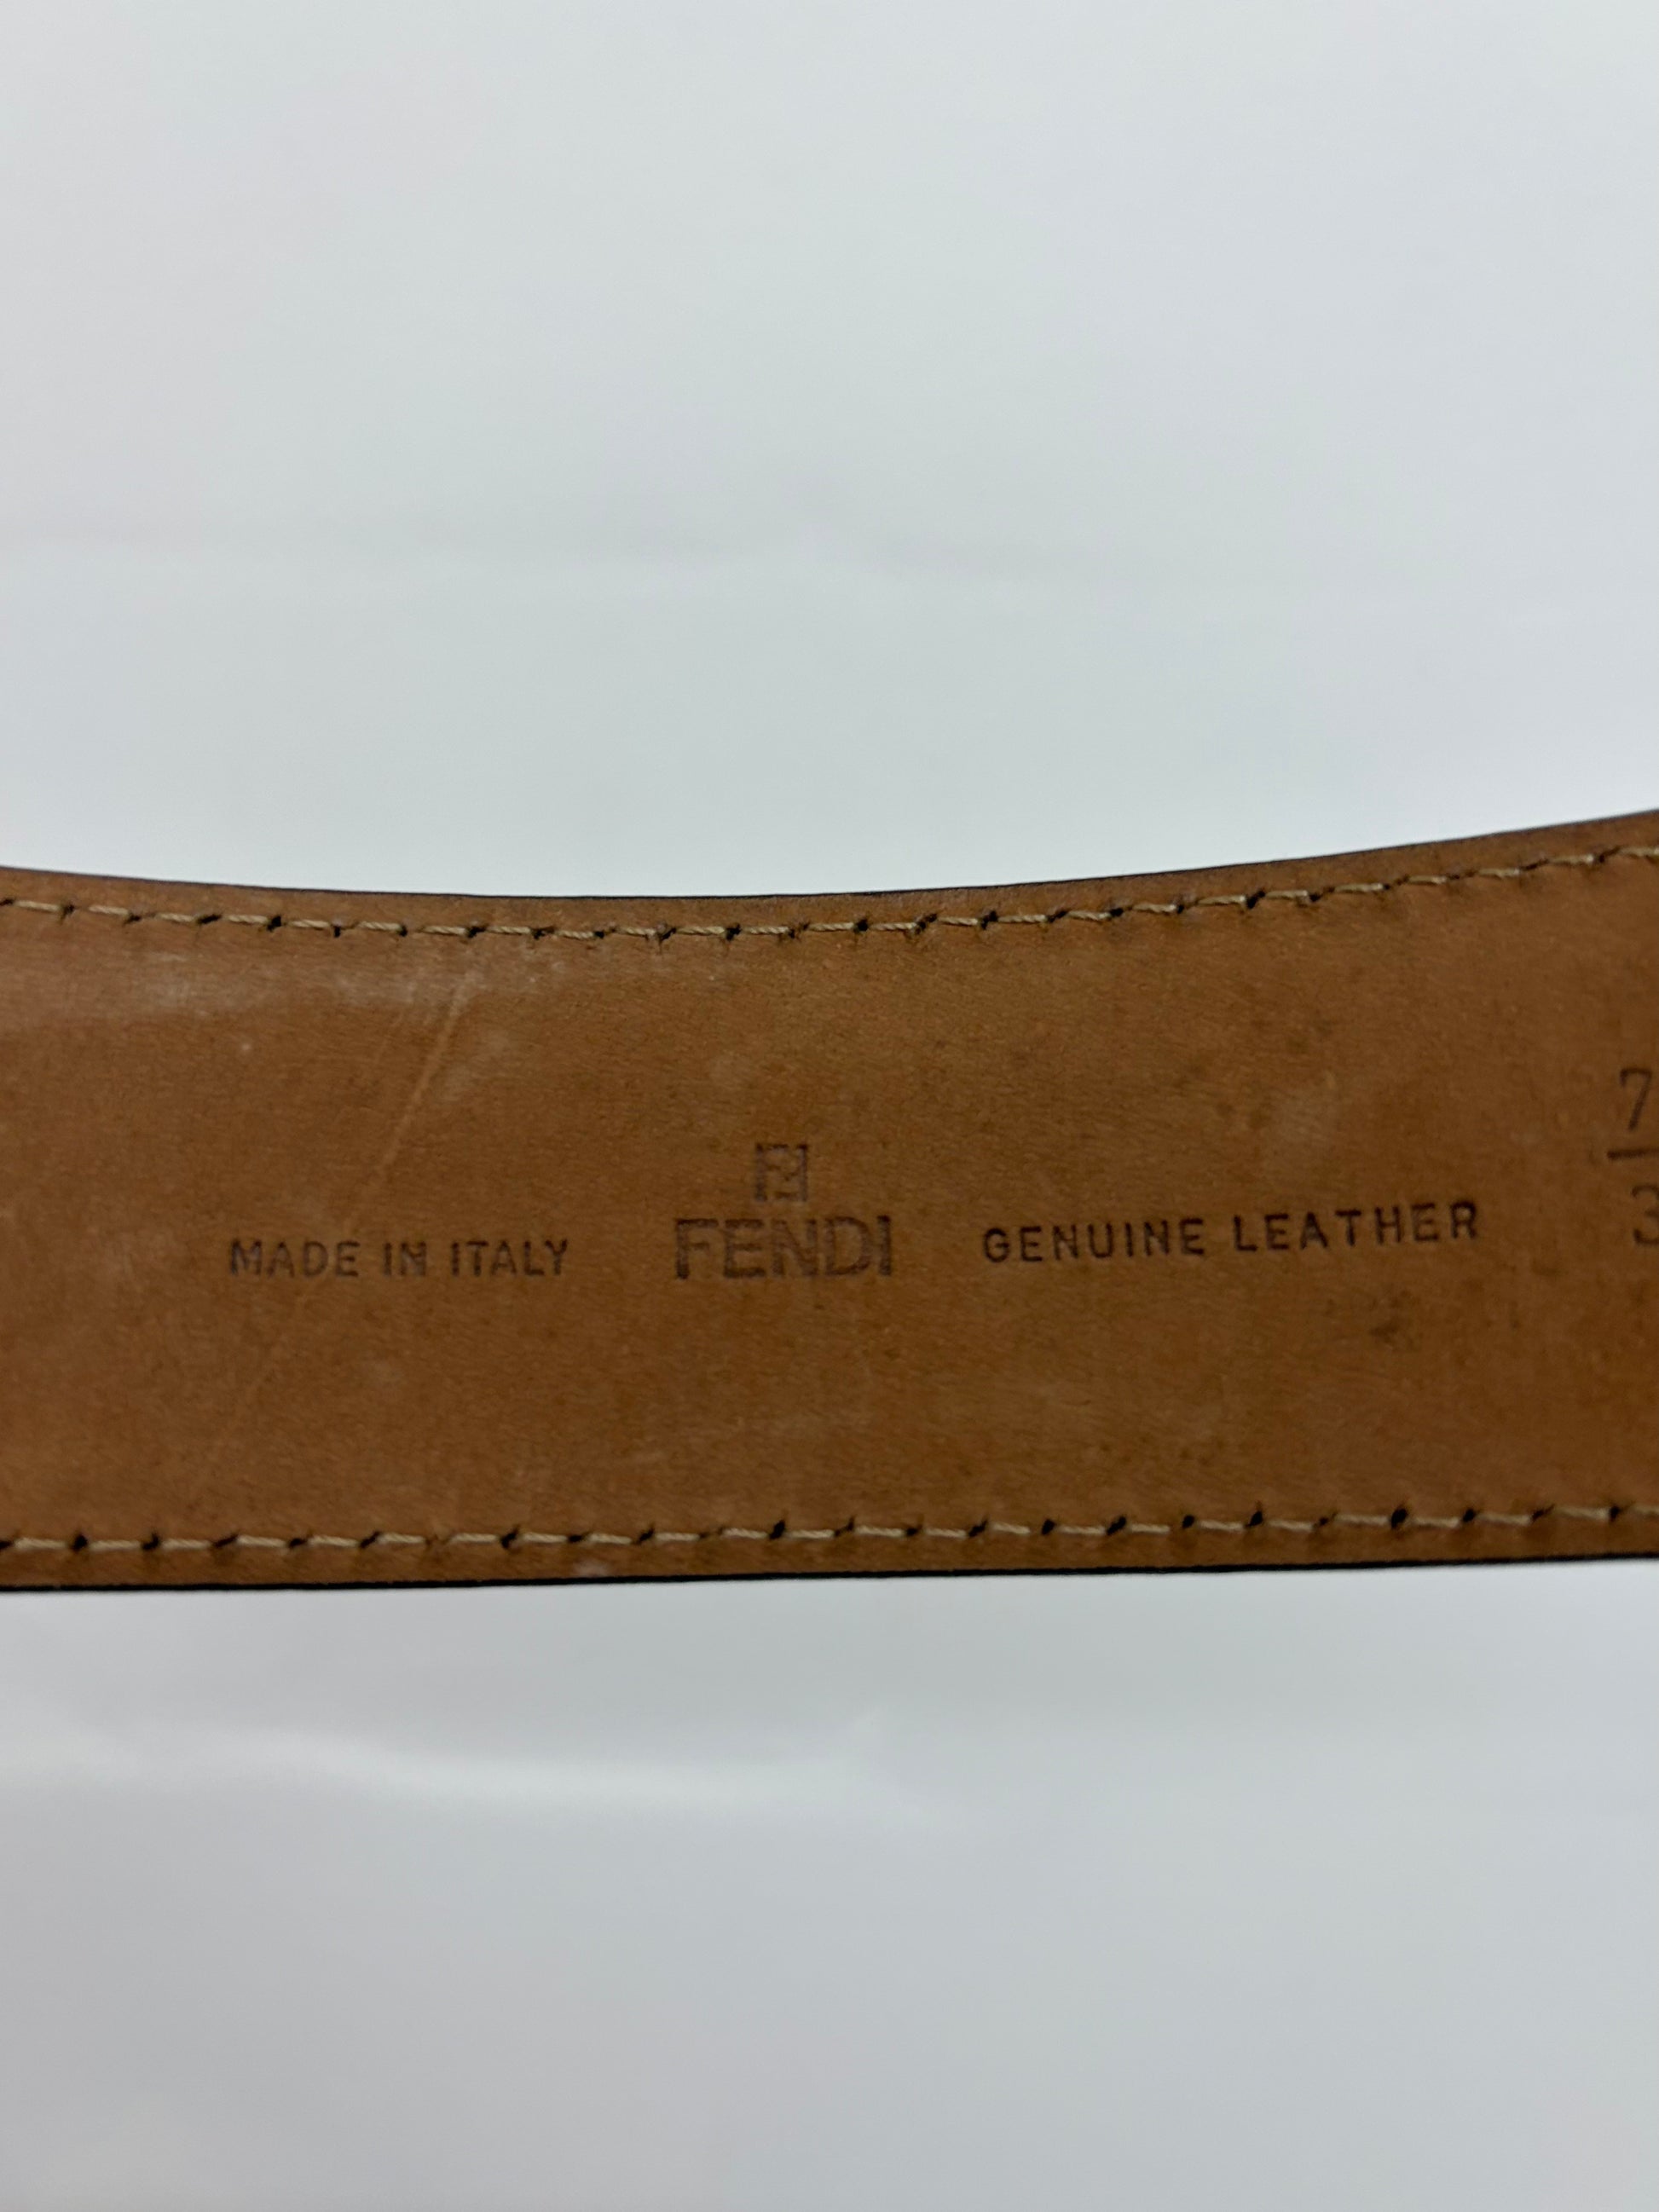 MADE IN ITALY
FENDI
GENUINE LEATHER
7
3